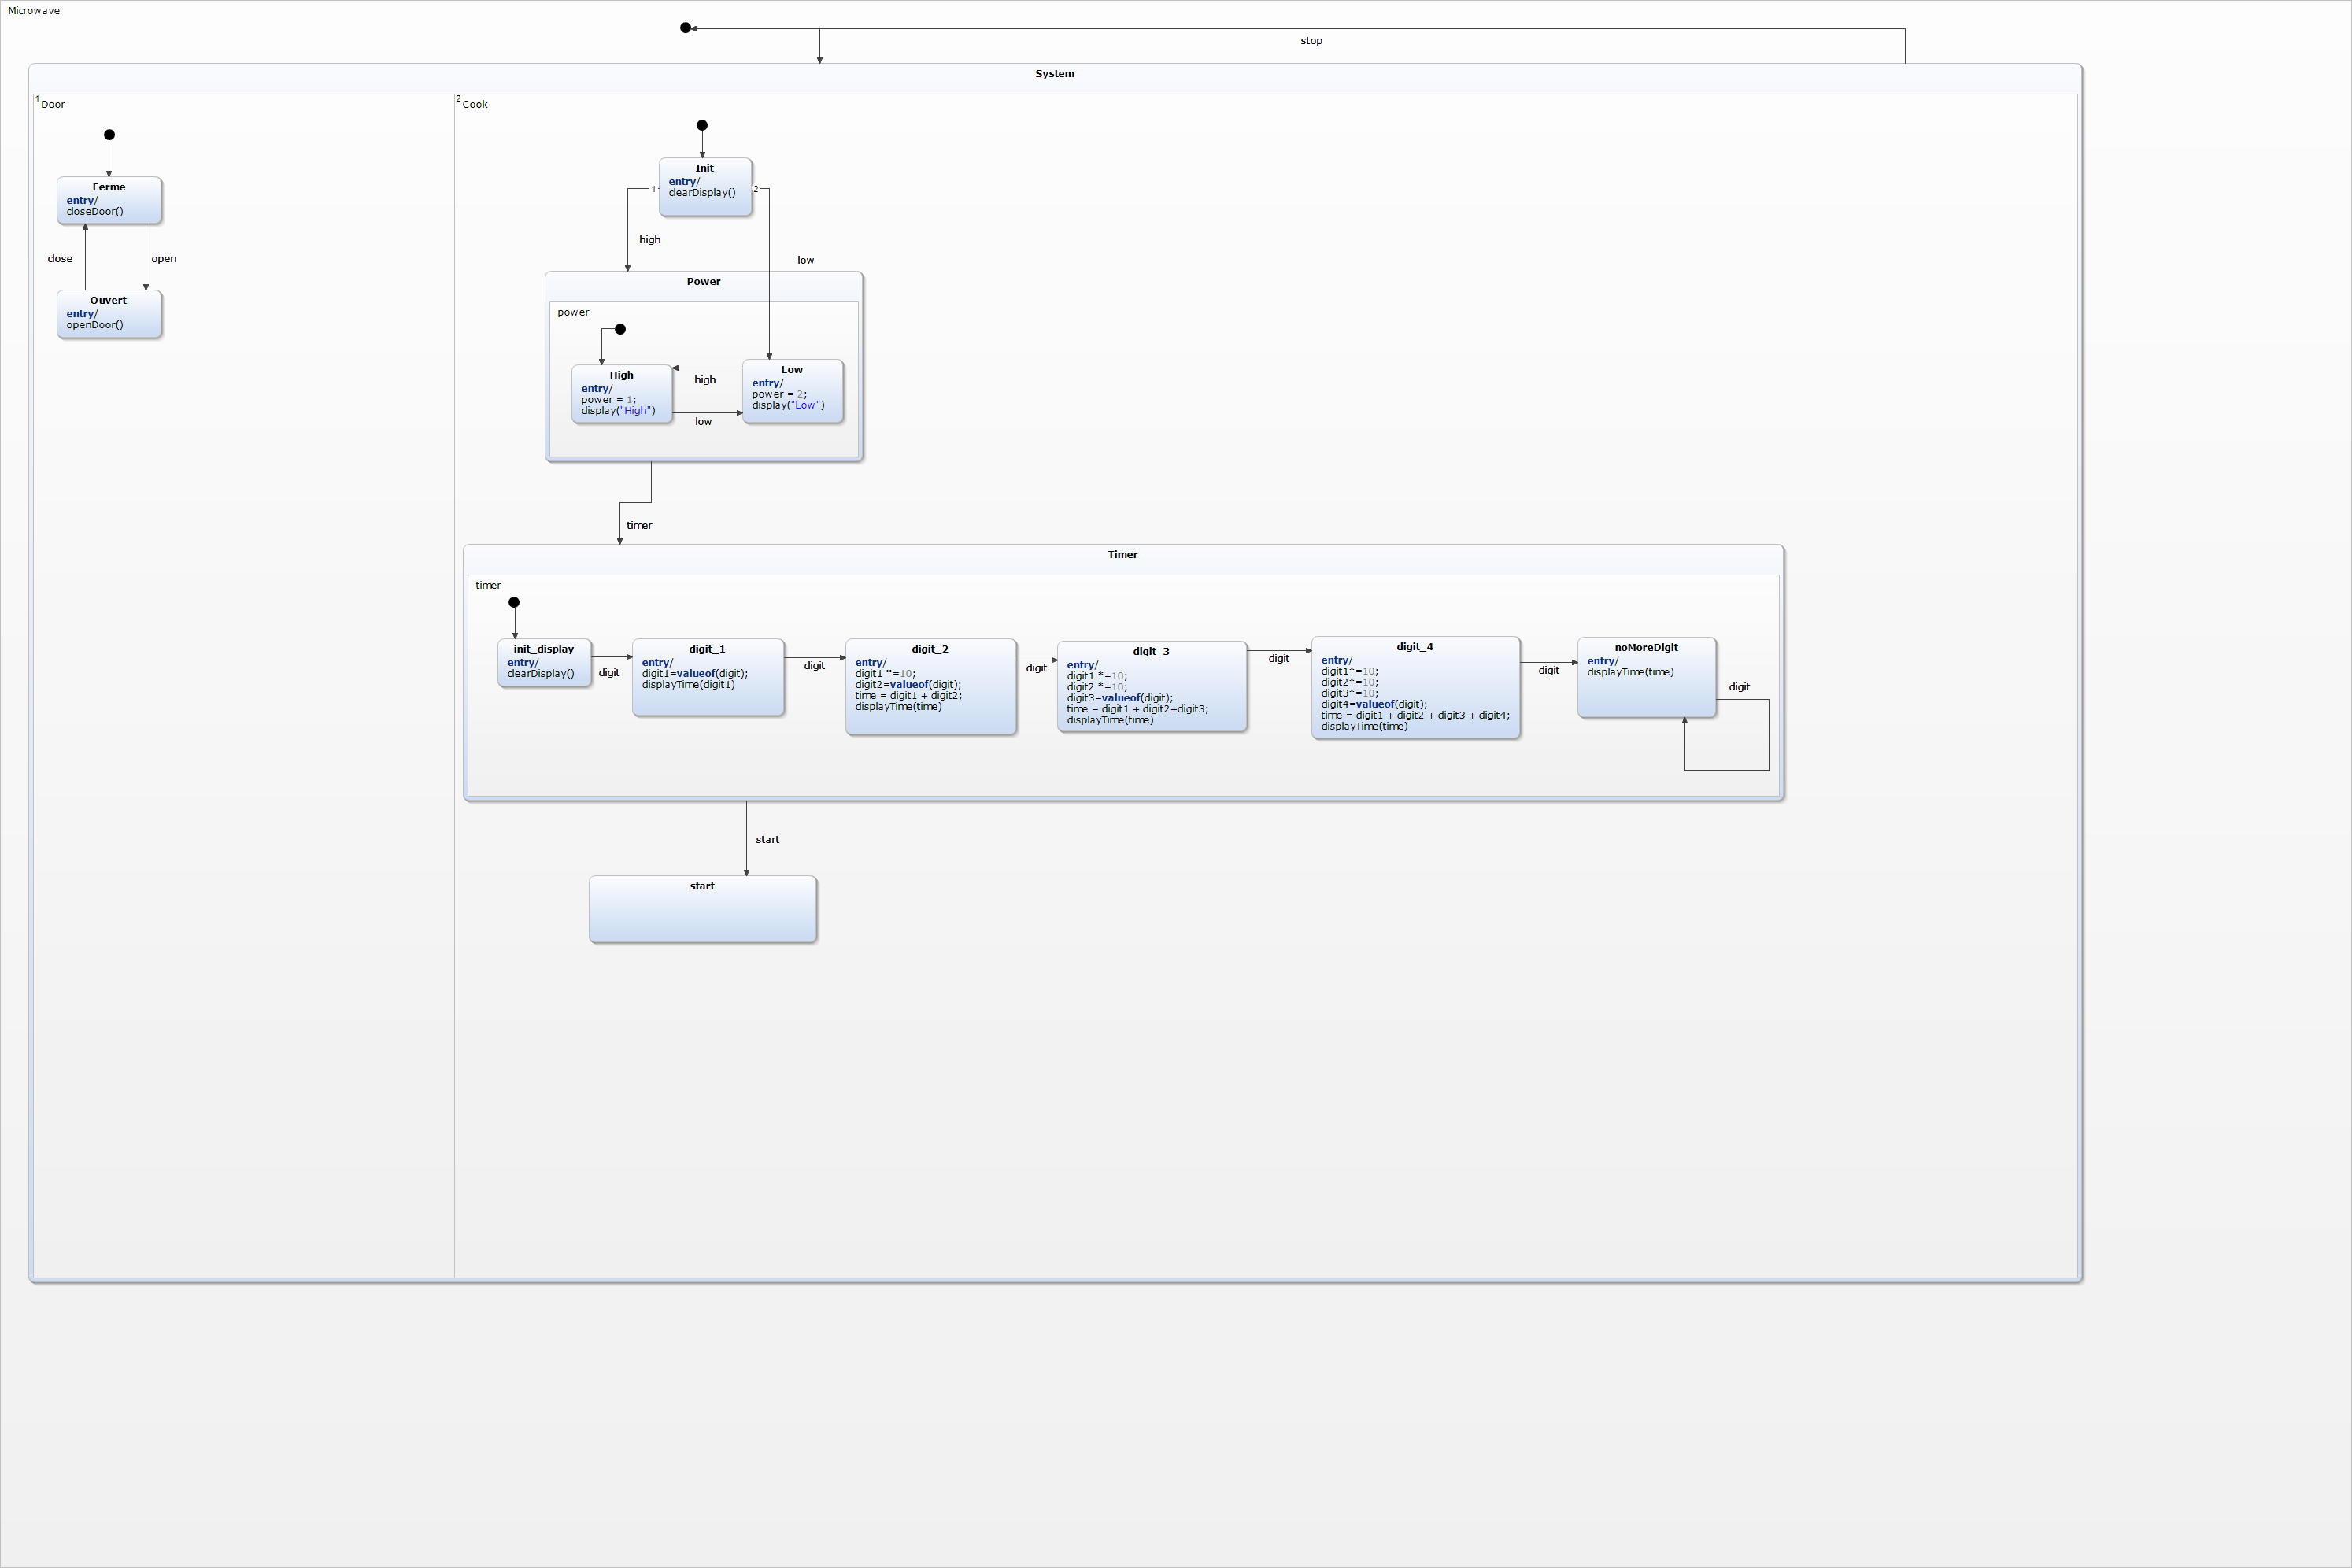 Microwave
stop
System
1
Door
Ferme
entry/
closeDoor()
close
open
Ouvert
entry/
openDoor()
2
Cook
Init
entry/
clearDisplay()
1
2
high
low
Power
power
High
entry/
power = 1;
display("High")
high
low
Low
entry/
power = 2;
display("Low")
timer
Timer
timer
init_display
entry/
clearDisplay()
digit
digit_1
entry/
digit1=valueof(digit);
displayTime(digit1)
digit
digit_2
entry/
digit1 *=10;
digit2=valueof(digit);
time = digit1 + digit2;
displayTime(time)
digit
digit_3
entry/
digit1 *=10;
digit2 *=10;
digit3=valueof(digit);
time = digit1 + digit2+digit3;
displayTime(time)
digit
digit_4
entry/
digit1*=10;
digit2*=10;
digit3*=10;
digit4=valueof(digit);
time = digit1 + digit2 + digit3 + digit4;
displayTime(time)
digit
noMoreDigit
entry/
displayTime(time)
digit
start
start